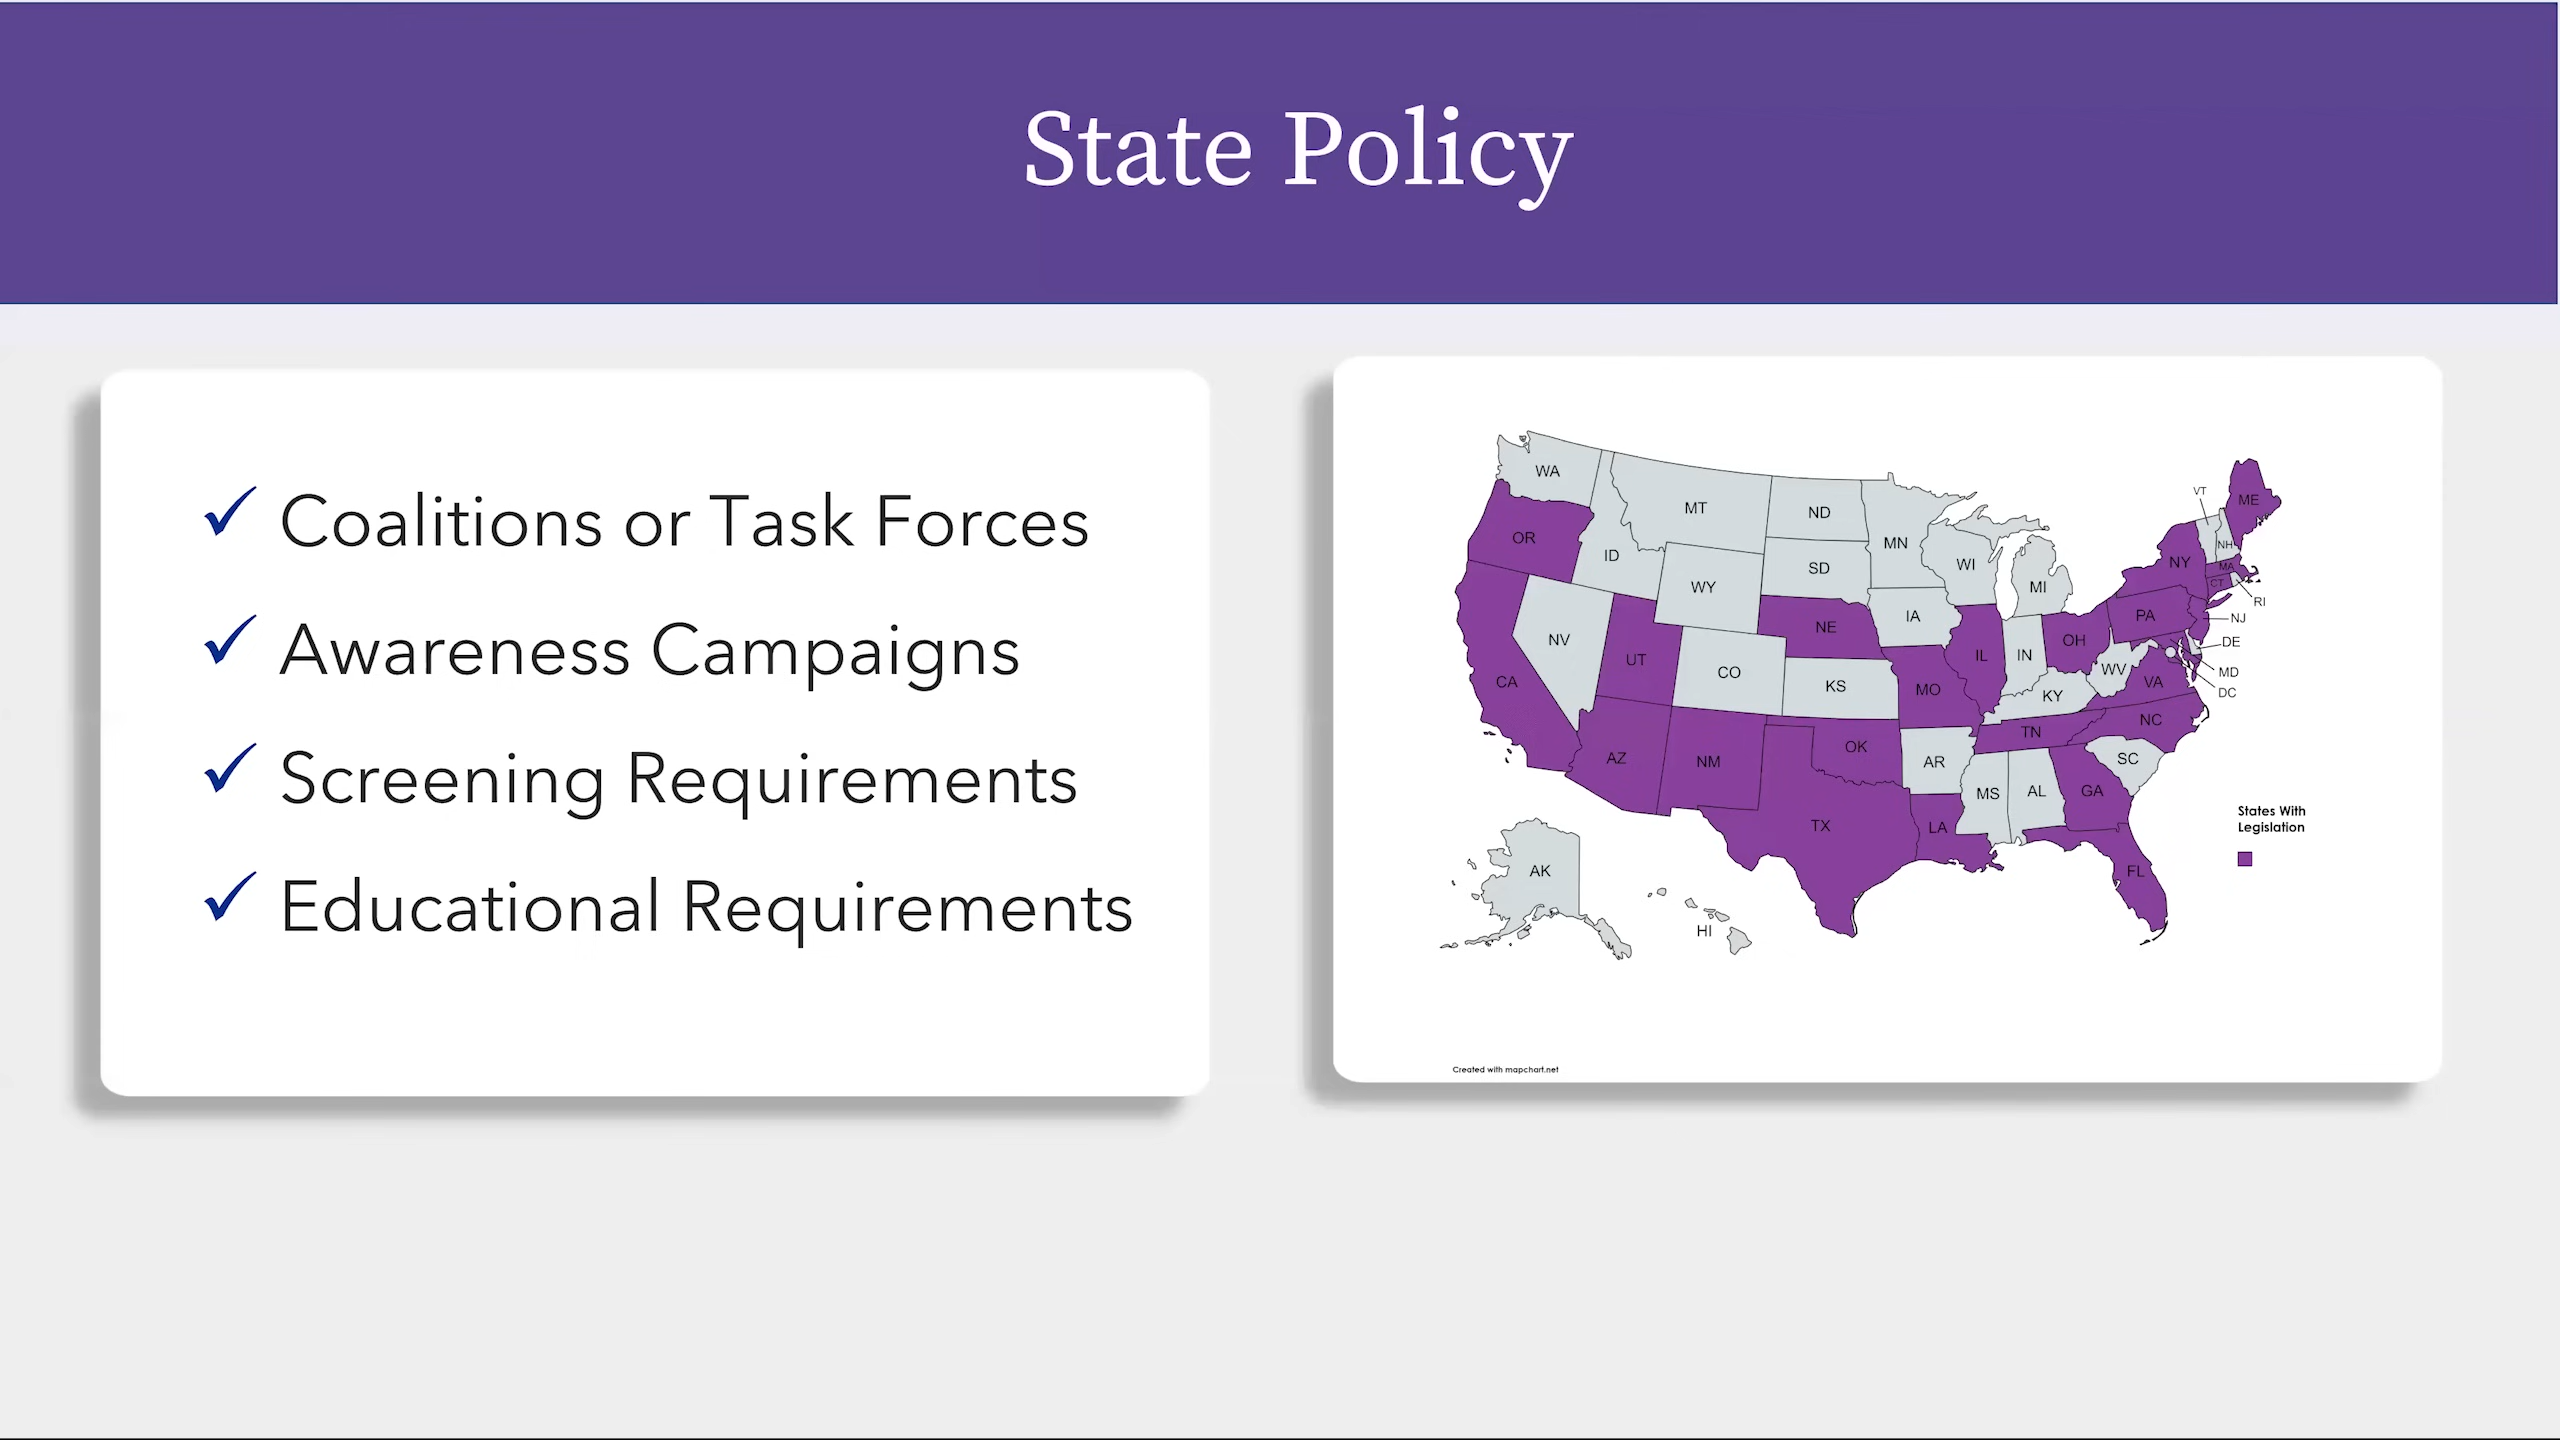 State Policy
✓ Coalitions or Task Forces
✓ Awareness Campaigns
✓ Screening Requirements
✓ Educational Requirements
WA
MT
ND
MN
OR
ID
WY
SD
WI
MI
VT
ME
NH
NY
MA
CT
RI
NV
UT
CO
NE
IA
KS
IL
IN
OH
PA
NJ
DE
MD
DC
WV
VA
KY
MO
CA
AZ
NM
OK
AR
TN
NC
SC
TX
LA
MS
AL
GA
FL
AK
HI
States With
Legislation
Created with mapchart.net